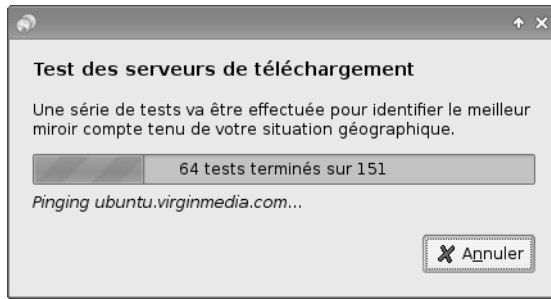 Test des serveurs de téléchargement
Une série de tests va être effectuée pour identifier le meilleur
miroir compte tenu de votre situation géographique.
64 tests terminés sur 151
Pinging ubuntu.virginmedia.com...
Annuler